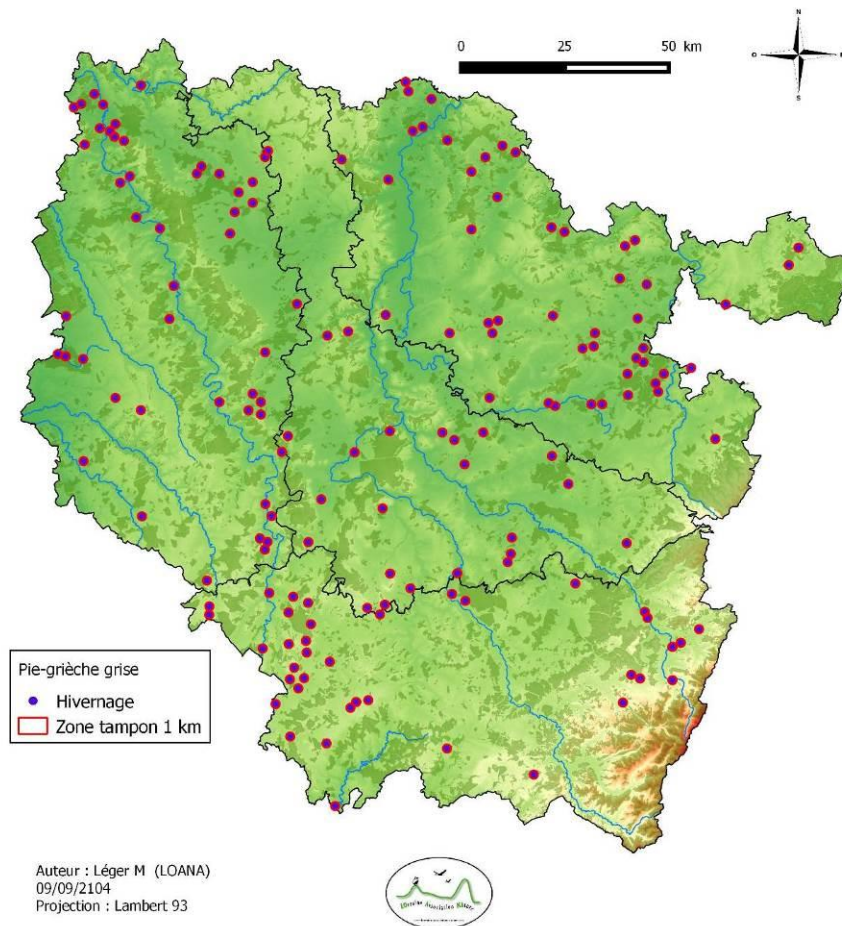 0 25 50 km
N
O
S
Pie-grièche grise
Hivernage
Zone tampon 1 km
Auteur : Léger M (LOANA)
09/09/2104
Projection : Lambert 93